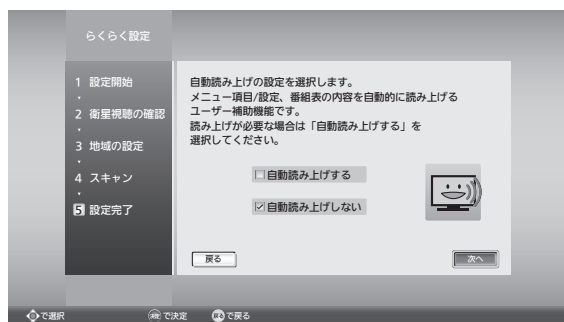 らくらく設定
1 設定開始
2 衛星視聴の確認
3 地域の設定
4 スキャン
5 設定完了
自動読み上げの設定を選択します。
メニュー項目/設定、番組表の内容を自動的に読み上げる
ユーザー補助機能です。
読み上げが必要な場合は「自動読み上げする」を
選択してください。
自動読み上げする
自動読み上げしない
戻る
次へ
で選択
決定 で決定
戻る で戻る